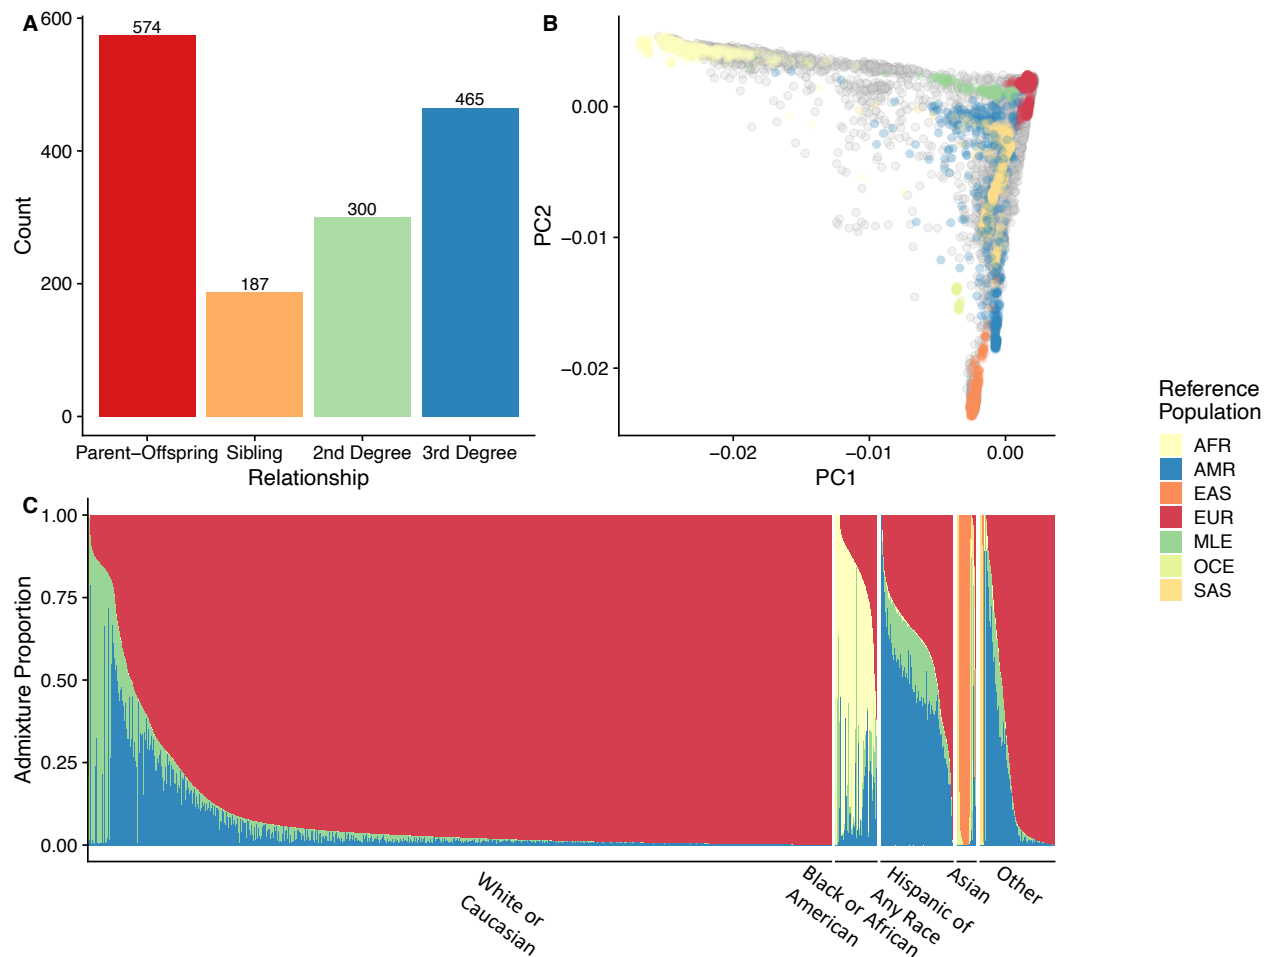 A
600
400
200
0
Count
574
187
300
465
Parent−Offspring
Sibling
2nd Degree
3rd Degree
Relationship
B
0.00
−0.01
−0.02
PC2
−0.02
−0.01
0.00
PC1
Reference
Population
AFR
AMR
EAS
EUR
MLE
OCE
SAS
C
1.00
0.75
0.50
0.25
0.00
Admixture Proportion
White or
Caucasian
Black or African
American
Hispanic of
Any Race
Asian
Other